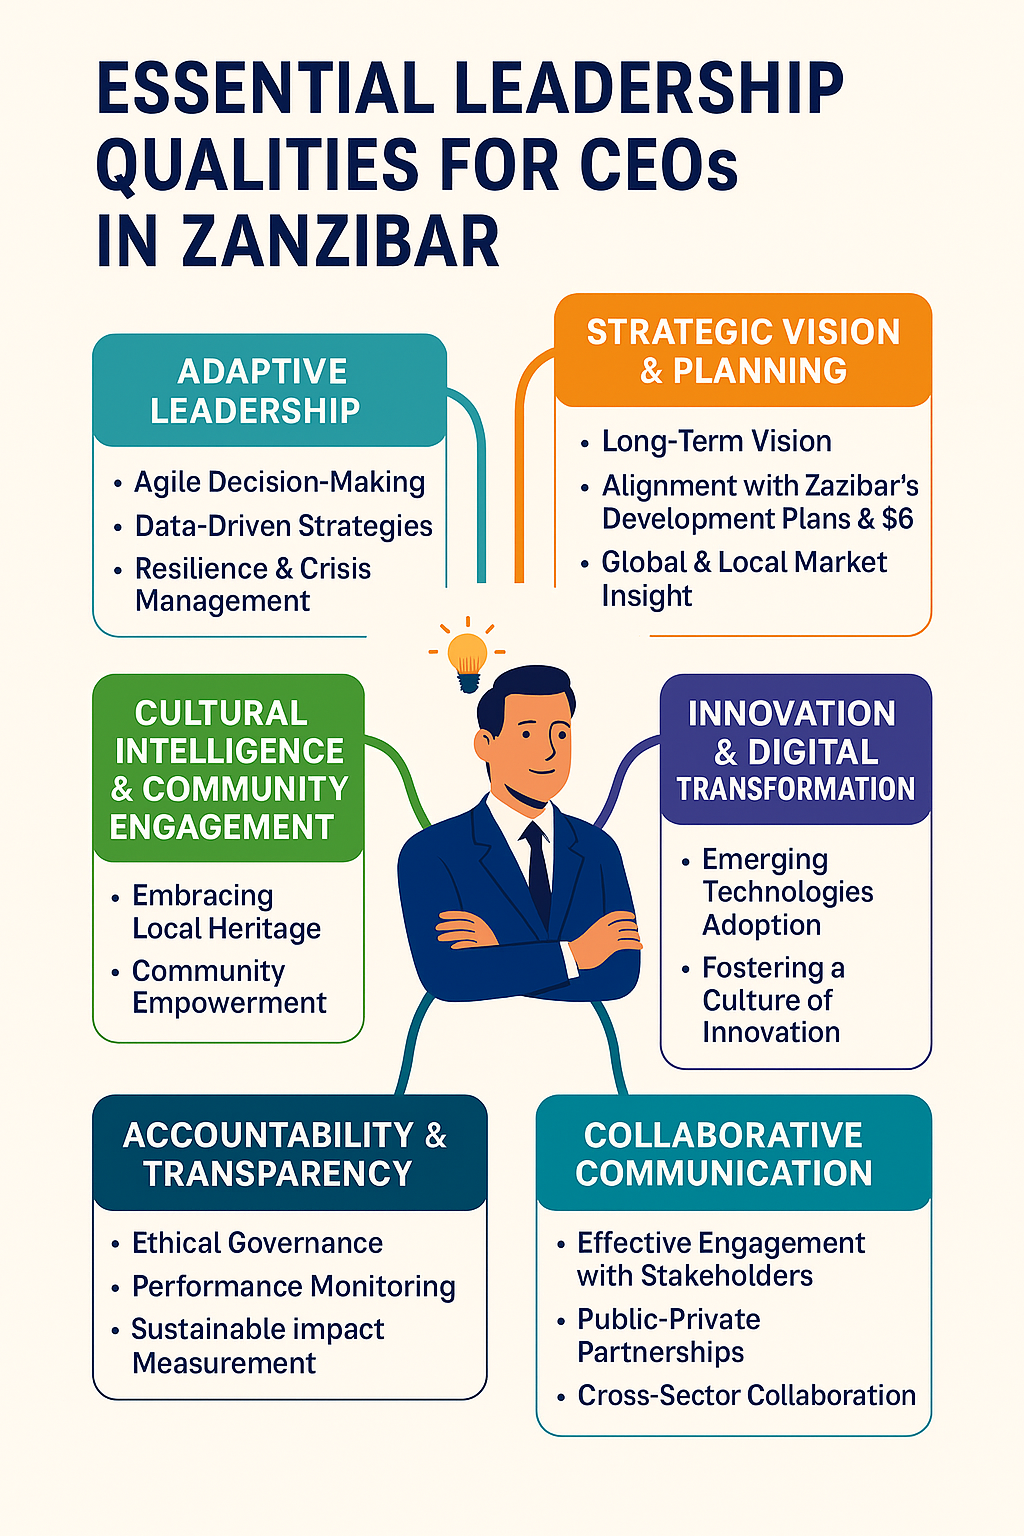 ESSENTIAL LEADERSHIP
QUALITIES FOR CEOs
IN ZANZIBAR
ADAPTIVE
LEADERSHIP
• Agile Decision-Making
• Data-Driven Strategies
• Resilience & Crisis
Management
STRATEGIC VISION
& PLANNING
• Long-Term Vision
• Alignment with Zazibar's
Development Plans & $6
• Global & Local Market
Insight
CULTURAL
INTELLIGENCE
& COMMUNITY
ENGAGEMENT
• Embracing
Local Heritage
• Community
Empowerment
INNOVATION
& DIGITAL
TRANSFORMATION
• Emerging
Technologies
Adoption
• Fostering a
Culture of
Innovation
ACCOUNTABILITY &
TRANSPARENCY
• Ethical Governance
• Performance Monitoring
• Sustainable impact
Measurement
COLLABORATIVE
COMMUNICATION
• Effective Engagement
with Stakeholders
• Public-Private
Partnerships
• Cross-Sector Collaboration